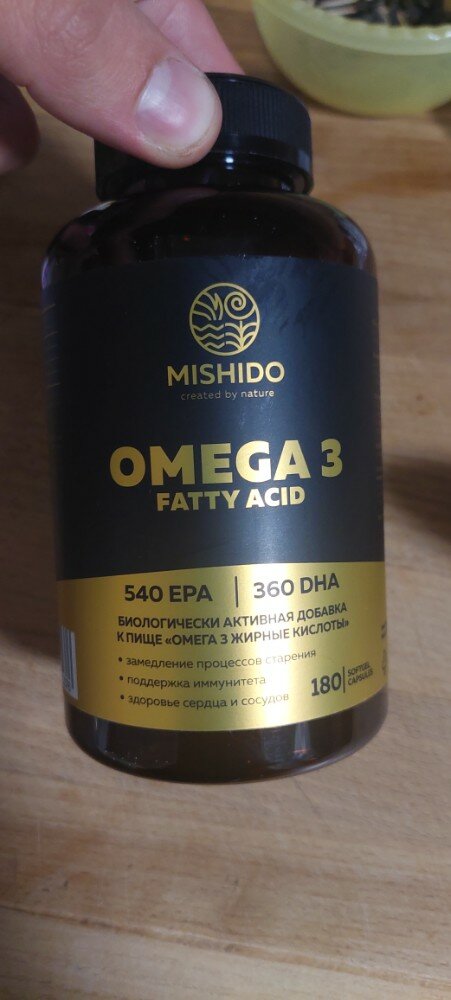 MISHIDO
created by nature
OMEGA 3
FATTY ACID
540 EPA | 360 DHA
БИОЛОГИЧЕСКИ АКТИВНАЯ ДОБАВКА
К ПИЩЕ «ОМЕГА 3 ЖИРНЫЕ КИСЛОТЫ»
• замедление процессов старения
• поддержка иммунитета
• здоровье сердца и сосудов
180 | SOFTGEL
CAPSULES